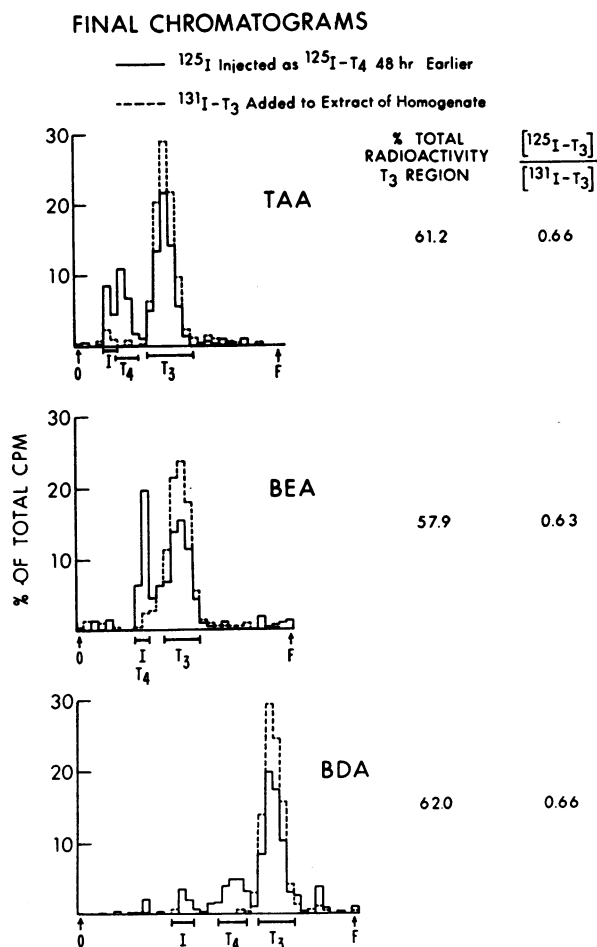 FINAL CHROMATOGRAMS
125I Injected as 125I-T4 48 hr Earlier
131I-T3 Added to Extract of Homogenate
% TOTAL RADIOACTIVITY T3 REGION
[125I-T3]
[131I-T3]
30
20
10
TAA
61.2
0.66
O
I
T4
T3
F
% OF TOTAL CPM
30
20
10
BEA
57.9
0.63
O
I
T4
T3
F
30
20
10
BDA
62.0
0.66
O
I
T4
T3
F